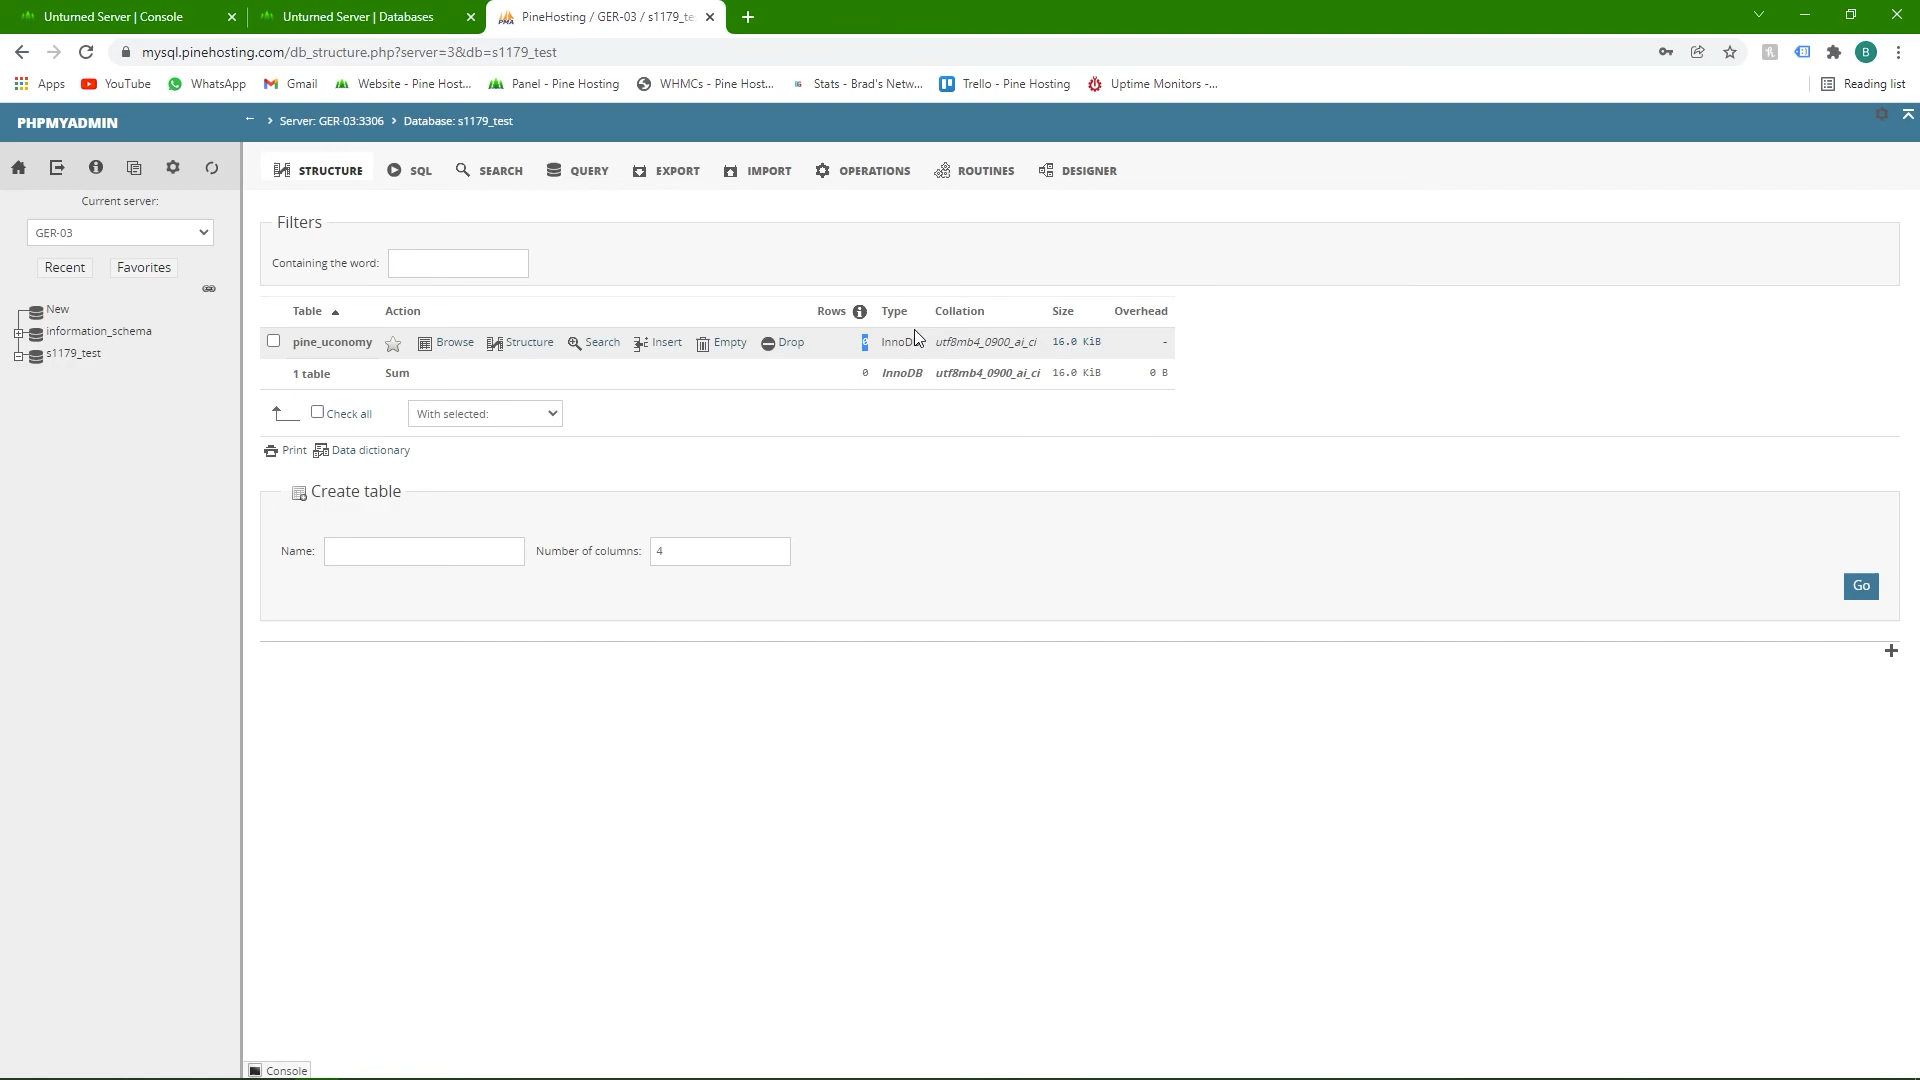 Unturned Server | Console
Unturned Server | Databases
PineHosting / GER-03 / s1179_te
mysql.pinehosting.com/db_structure.php?server=3&db=s1179_test
B
Apps
YouTube
WhatsApp
Gmail
Website - Pine Host...
Panel - Pine Hosting
WHMCs - Pine Host...
Stats - Brad's Netw...
Trello - Pine Hosting
Uptime Monitors -...
Reading list
PHPMYADMIN
Server: GER-03:3306
Database: s1179_test
STRUCTURE
SQL
SEARCH
QUERY
EXPORT
IMPORT
OPERATIONS
ROUTINES
DESIGNER
Current server:
GER-03
Recent
Favorites
New
information_schema
s1179_test
Filters
Containing the word:
Table Action Rows Type Collation Size Overhead
pine_uconomy Browse Structure Search Insert Empty Drop 0 InnoDB utf8mb4_0900_ai_ci 16.0 KiB -
1 table Sum 0 InnoDB utf8mb4_0900_ai_ci 16.0 KiB 0 B
Check all With selected:
Print Data dictionary
Create table
Name: Number of columns: 4
Go
Console